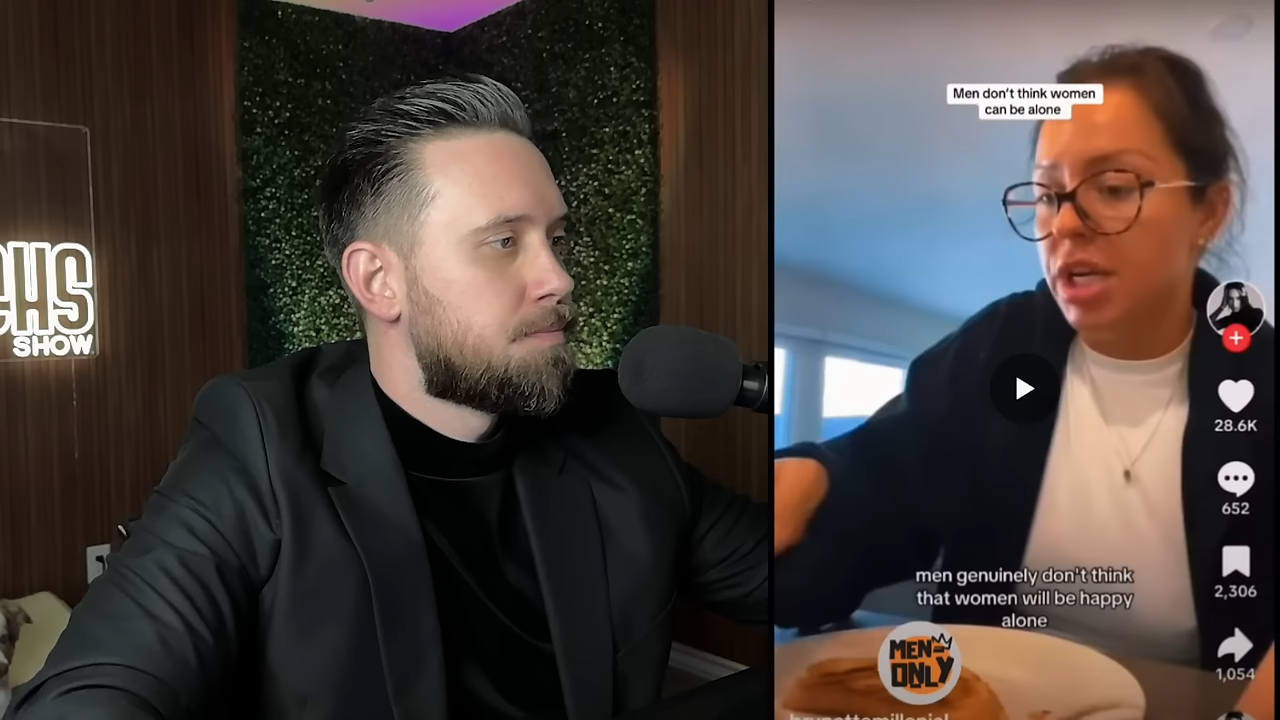 SHOW
Men don't think women
can be alone
28.6K
652
2,306
1,054
men genuinely don't think
that women will be happy
alone
MEN
ONLY